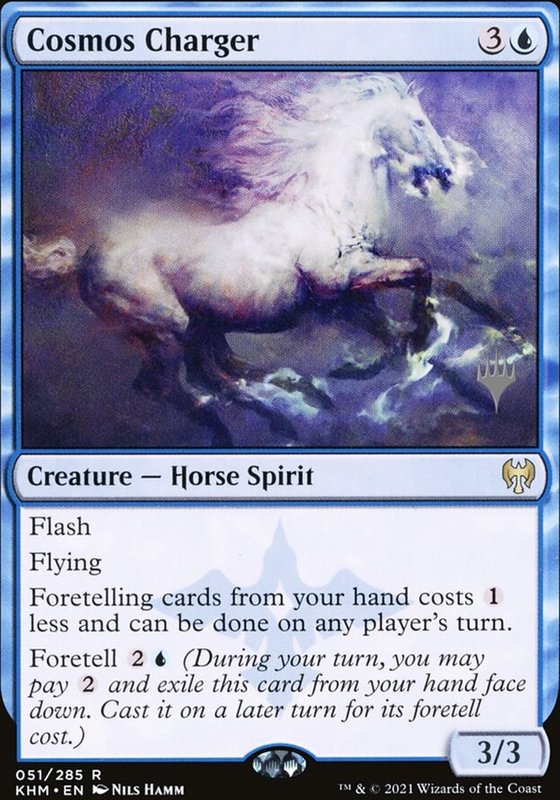 Cosmos Charger 3
Creature — Horse Spirit
Flash
Flying
Foretelling cards from your hand costs 1
less and can be done on any player's turn.
Foretell 2 (During your turn, you may
pay 2 and exile this card from your hand face
down. Cast it on a later turn for its foretell
cost.)
3/3
051/285 R
KHM • EN Nils Hamm
™ & © 2021 Wizards of the Coast